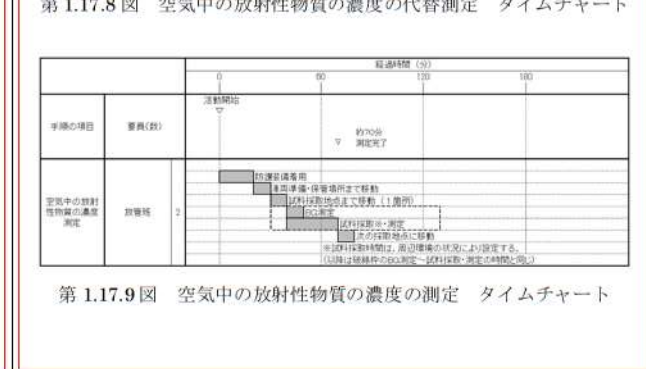 第 1.17.8 図　空気中の放射性物質の濃度の代替測定　タイムチャート
経過時間（分）
0 60 120 180
手順の項目 要員(数)
活動開始
▽
約70分
▽ 測定完了
空気中の放射
性物質の濃度
測定
放管班 2
防護装備着用
車両準備・保管場所まで移動
試料採取地点まで移動（１箇所）
BG測定
試料採取※・測定
次の採取地点に移動
※試料採取時間は、周辺環境の状況により設定する。
(以降は破線枠のBG測定～試料採取・測定の時間と同じ)
第 1.17.9 図　空気中の放射性物質の濃度の測定　タイムチャート